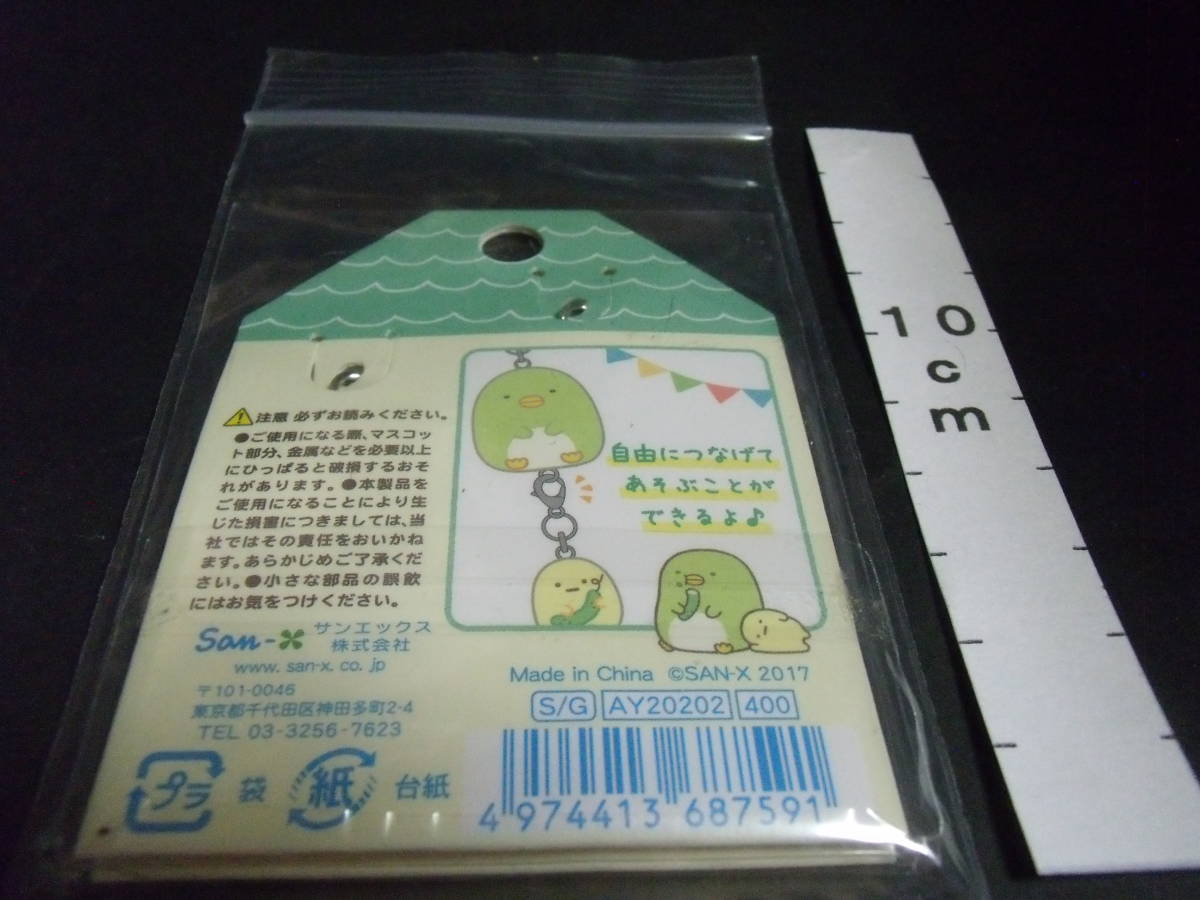 ⚠注意 必ずお読みください。
●ご使用になる際、マスコッ
ト部分、金属などを必要以上
にひっぱると破損するおそ
れがあります。●本製品を
ご使用になることにより生
じた損害につきましては、当
社ではその責任をおいかね
ます。あらかじめご了承くだ
さい。●小さな部品の誤飲
にはお気をつけください。
San-X サンエックス
株式会社
www. san-x. co. jp
〒101-0046
東京都千代田区神田多町2-4
TEL 03-3256-7623
プラ 袋 紙 台紙
自由につなげて
あそぶことが
できるよ♪
Made in China ©SAN-X 2017
S/G AY20202 400
4 974413 687591
10
cm